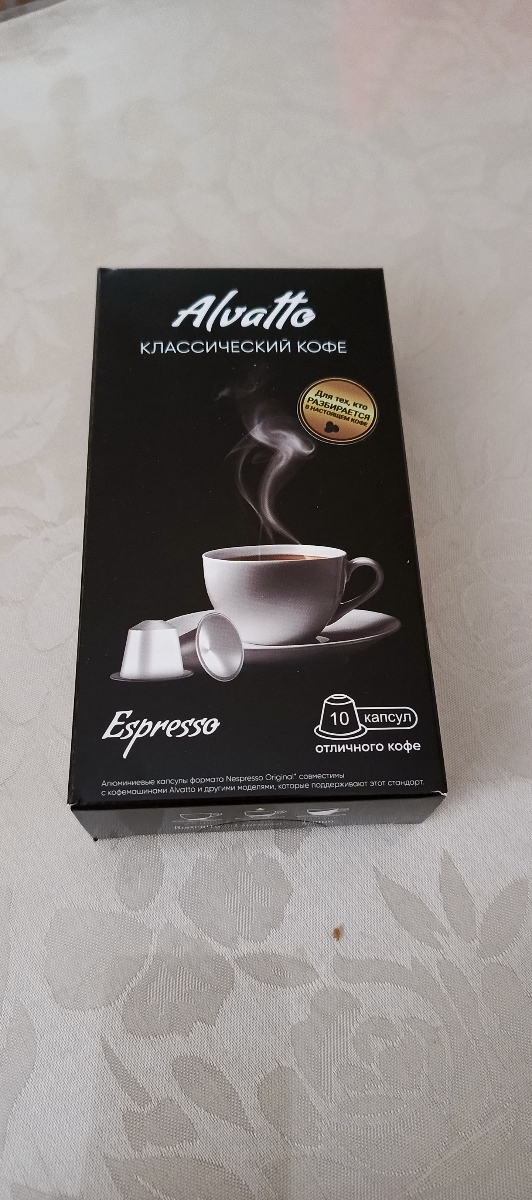 Alvatto
КЛАССИЧЕСКИЙ КОФЕ
Для тех, кто
РАЗБИРАЕТСЯ
В НАСТОЯЩЕМ КОФЕ
Espresso
10 капсул
отличного кофе
Алюминиевые капсулы формата Nespresso Original* совместимы
с кофемашинами Alvatto и другими моделями, которые поддерживают этот стандарт.